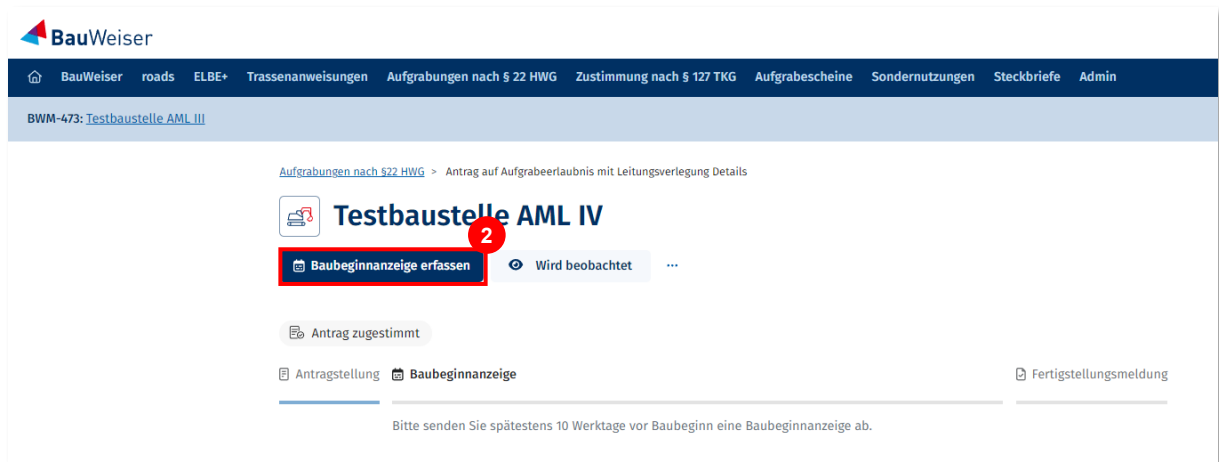 BauWeiser
BauWeiser roads ELBE+ Trassenanweisungen Aufgrabungen nach § 22 HWG Zustimmung nach § 127 TKG Aufgrabescheine Sondernutzungen Steckbriefe Admin
BWM-473: Testbaustelle AML III
Aufgrabungen nach §22 HWG > Antrag auf Aufgrabeerlaubnis mit Leitungsverlegung Details
Testbaustelle AML IV
2
Baubeginnanzeige erfassen Wird beobachtet ...
Antrag zugestimmt
Antragstellung Baubeginnanzeige Fertigstellungsmeldung
Bitte senden Sie spätestens 10 Werktage vor Baubeginn eine Baubeginnanzeige ab.